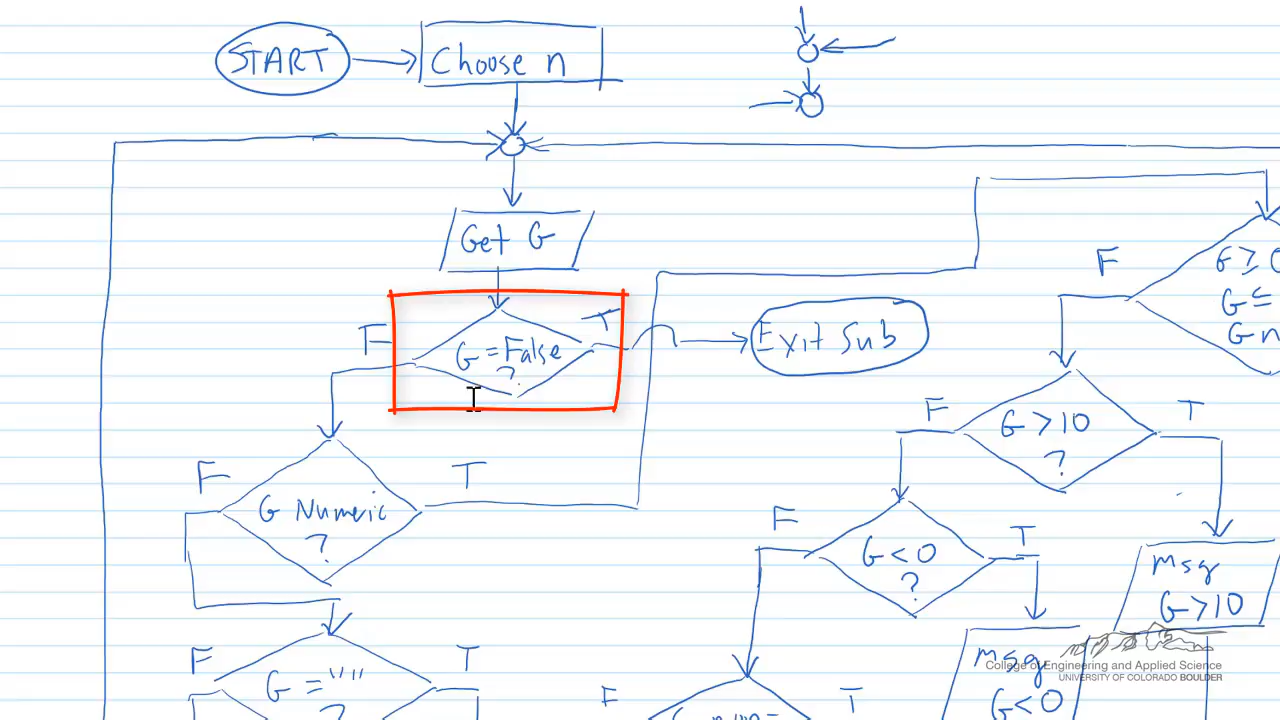 START
Choose n
Get G
F
T
G = False
?
Exit Sub
F
G ≥ 0
G ≤
G n
F
T
G > 10
?
F
T
G Numeric
?
F
T
G < 0
?
msg
G > 10
F
T
G = ""
?
msg
G < 0
F
T
College of Engineering and Applied Science
UNIVERSITY OF COLORADO BOULDER